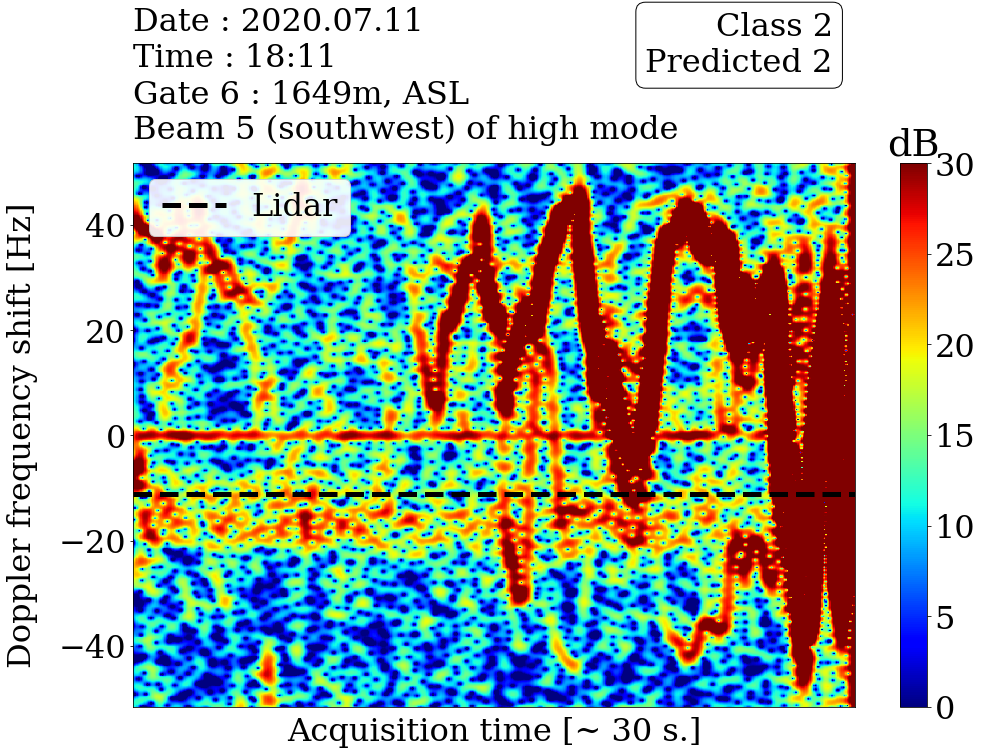 Date : 2020.07.11
Time : 18:11
Gate 6 : 1649m, ASL
Beam 5 (southwest) of high mode
Class 2
Predicted 2
dB
Lidar
Doppler frequency shift [Hz]
40
20
0
−20
−40
30
25
20
15
10
5
0
Acquisition time [~ 30 s.]